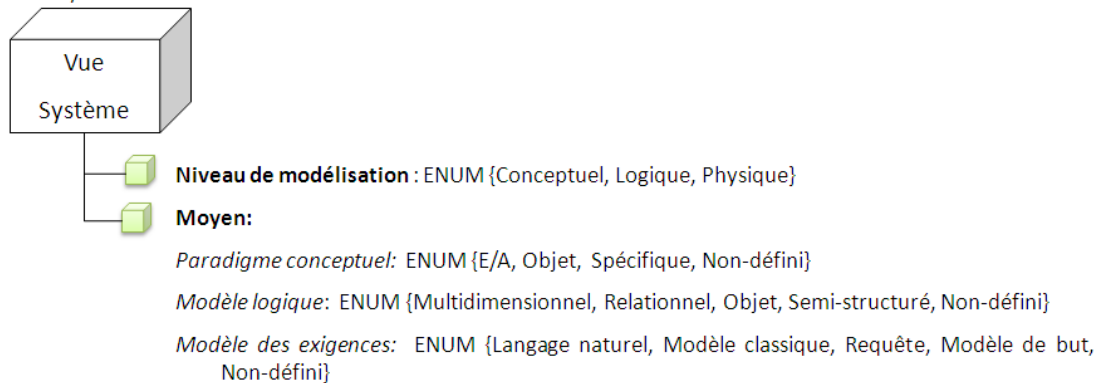 Vue
Système
Niveau de modélisation : ENUM {Conceptuel, Logique, Physique}
Moyen:
Paradigme conceptuel: ENUM {E/A, Objet, Spécifique, Non-défini}
Modèle logique: ENUM {Multidimensionnel, Relationnel, Objet, Semi-structuré, Non-défini}
Modèle des exigences: ENUM {Langage naturel, Modèle classique, Requête, Modèle de but,
Non-défini}